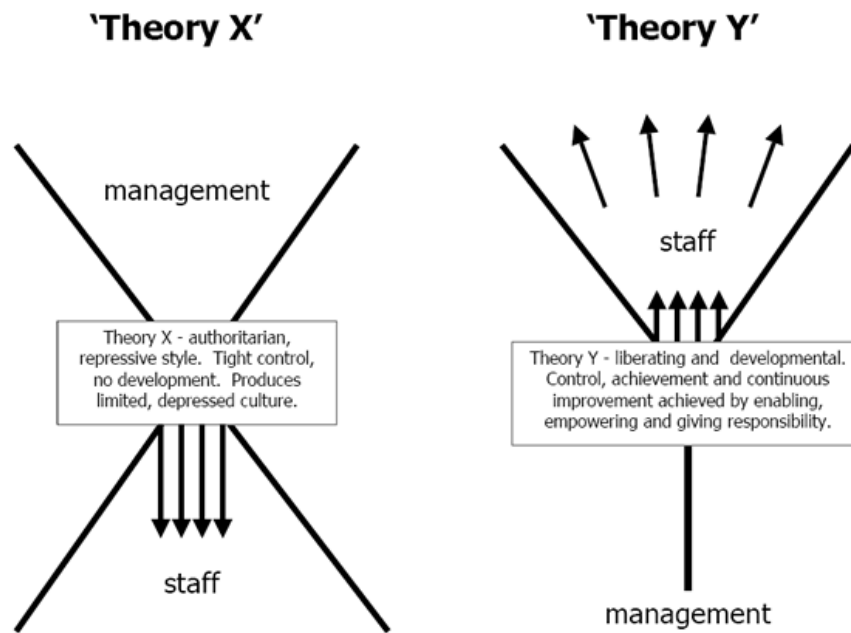 ‘Theory X’
management
Theory X - authoritarian,
repressive style. Tight control,
no development. Produces
limited, depressed culture.
staff
‘Theory Y’
staff
Theory Y - liberating and developmental.
Control, achievement and continuous
improvement achieved by enabling,
empowering and giving responsibility.
management